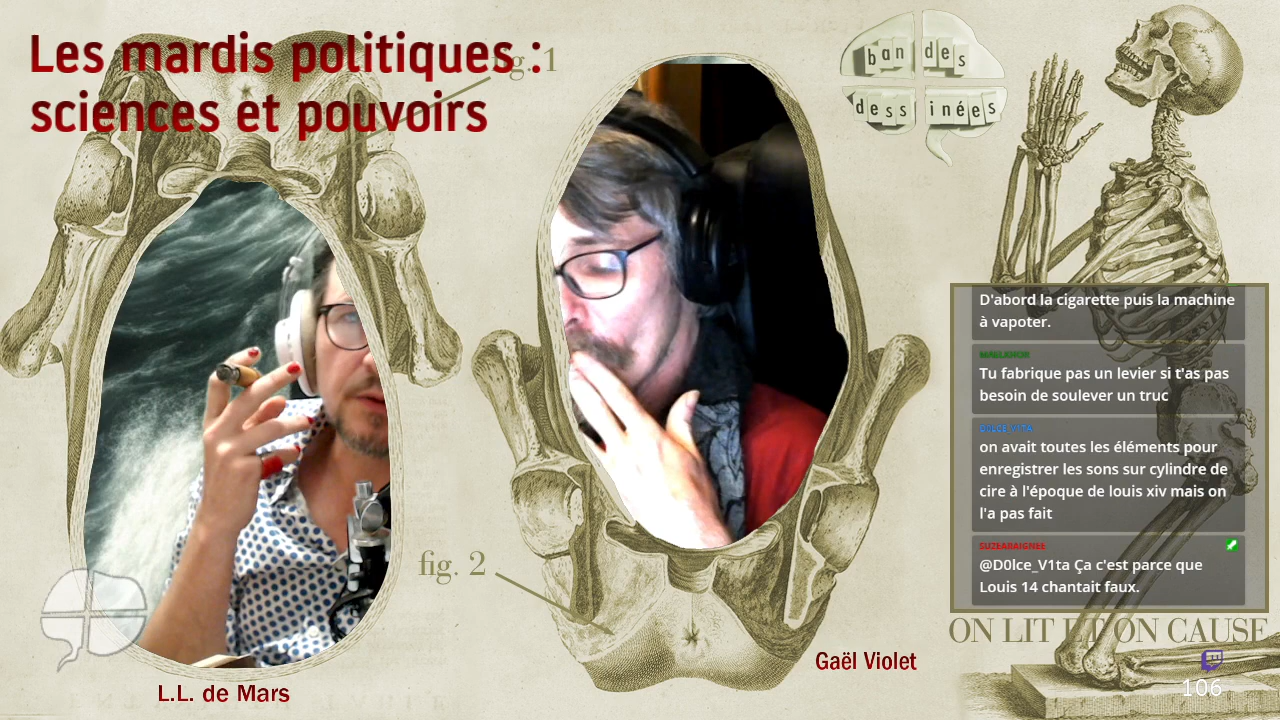 Les mardis politiques :
sciences et pouvoirs
fig. 1
ban des
dess inées
D'abord la cigarette puis la machine
à vapoter.
MAELENOR
Tu fabrique pas un levier si t'as pas
besoin de soulever un truc
D0LCE_V1TA
on avait toutes les éléments pour
enregistrer les sons sur cylindre de
cire à l'époque de louis xiv mais on
l'a pas fait
SUZEARAIGNEE
@D0lce_V1ta Ça c'est parce que
Louis 14 chantait faux.
fig. 2
ON LIT ET ON CAUSE
Gaël Violet
106
L.L. de Mars